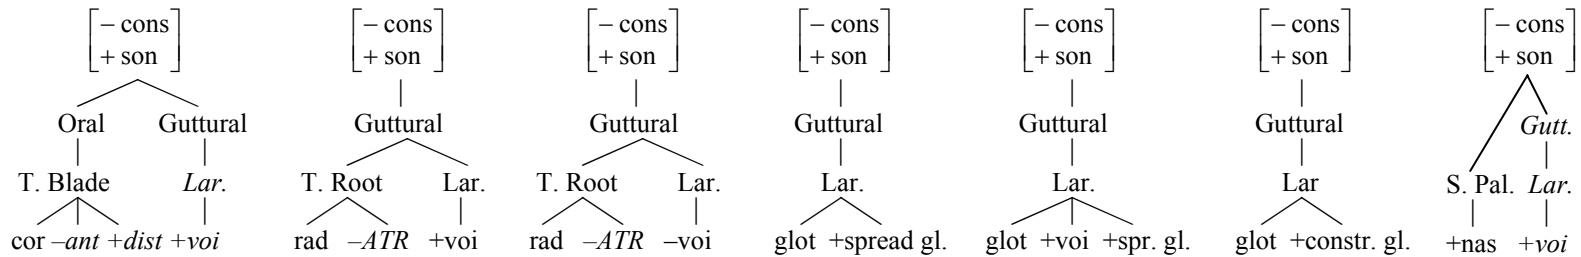 – cons – cons – cons – cons – cons – cons – cons
+ son + son + son + son + son + son + son
Oral Guttural Guttural Guttural Guttural Guttural Guttural Gutt.
T. Blade Lar. T. Root Lar. T. Root Lar. Lar. Lar. Lar S. Pal. Lar.
cor –ant +dist +voi rad –ATR +voi rad –ATR –voi glot +spread gl. glot +voi +spr. gl. glot +constr. gl. +nas +voi